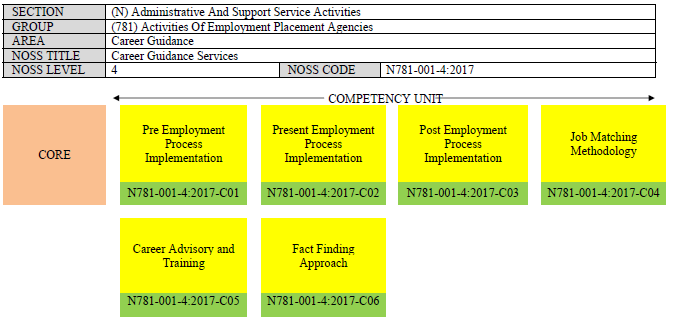 SECTION (N) Administrative And Support Service Activities
GROUP (781) Activities Of Employment Placement Agencies
AREA Career Guidance
NOSS TITLE Career Guidance Services
NOSS LEVEL 4 NOSS CODE N781-001-4:2017
COMPETENCY UNIT
CORE
Pre Employment
Process
Implementation
N781-001-4:2017-C01
Present Employment
Process
Implementation
N781-001-4:2017-C02
Post Employment
Process
Implementation
N781-001-4:2017-C03
Job Matching
Methodology
N781-001-4:2017-C04
Career Advisory and
Training
N781-001-4:2017-C05
Fact Finding
Approach
N781-001-4:2017-C06